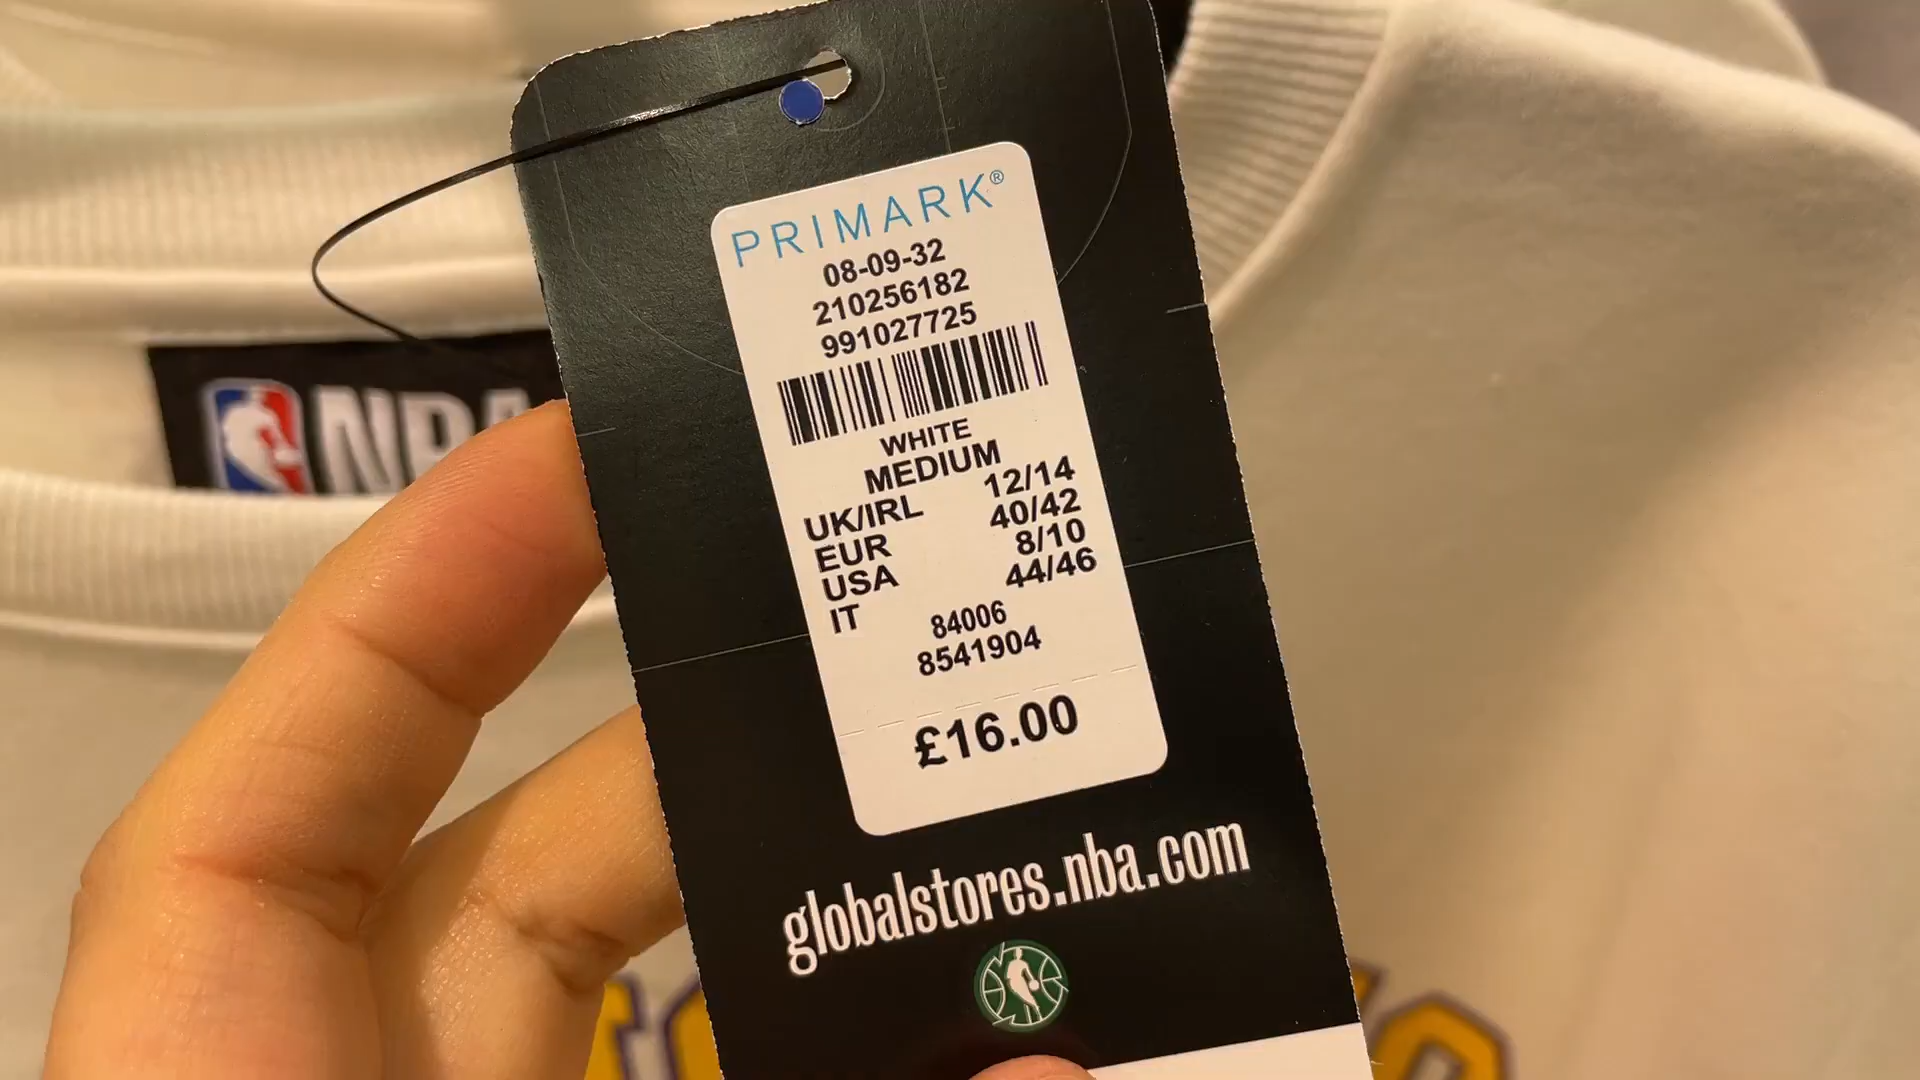 PRIMARK®
08-09-32
210256182
991027725
WHITE
MEDIUM
UK/IRL 12/14
EUR 40/42
USA 8/10
IT 44/46
84006
8541904
£16.00
globalstores.nba.com
NBA